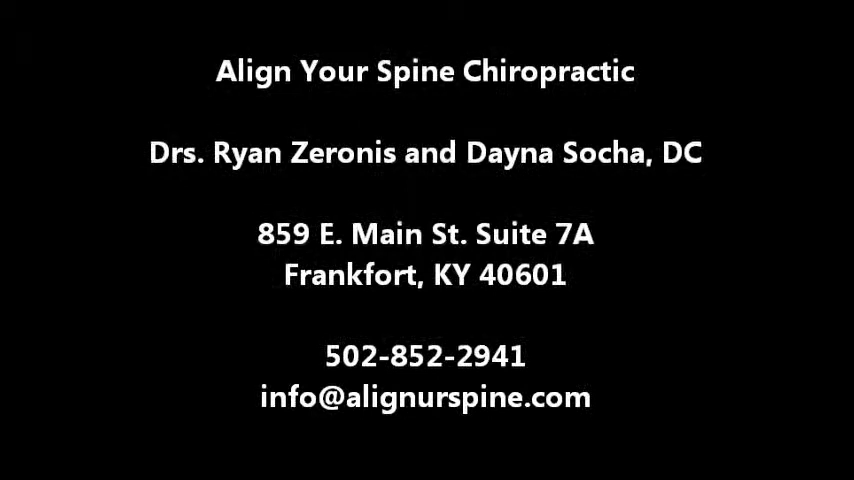 Align Your Spine Chiropractic
Drs. Ryan Zeronis and Dayna Socha, DC
859 E. Main St. Suite 7A
Frankfort, KY 40601
502-852-2941
info@alignurspine.com